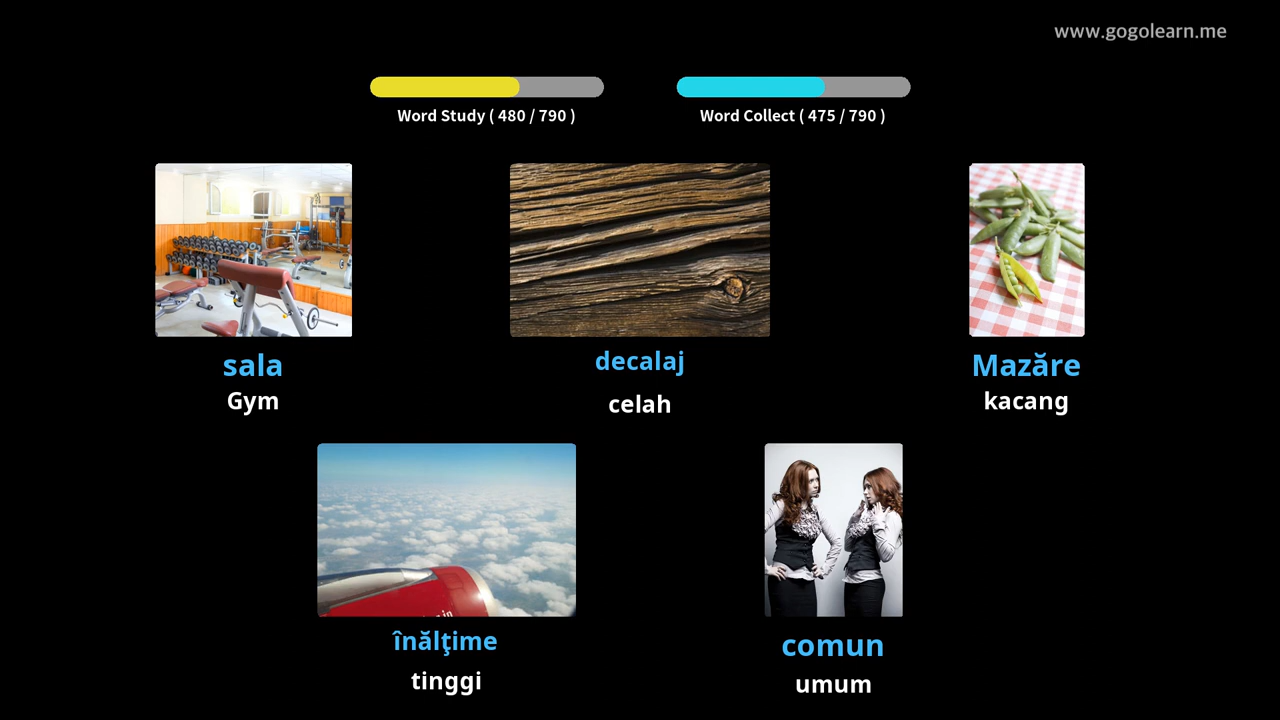 www.gogolearn.me
Word Study ( 480 / 790 )
Word Collect ( 475 / 790 )
sala
Gym
decalaj
celah
Mazăre
kacang
înălţime
tinggi
comun
umum